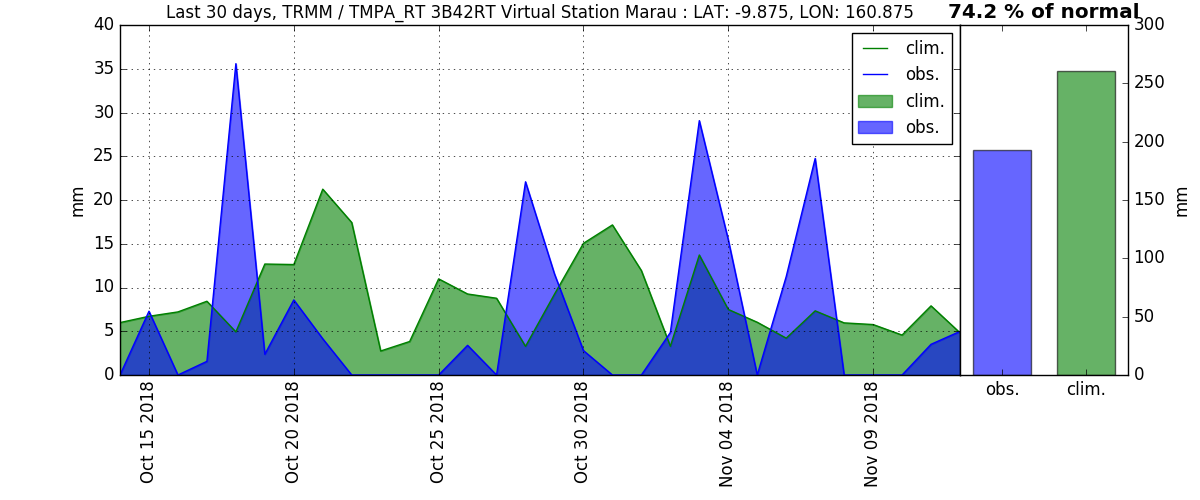 Last 30 days, TRMM / TMPA_RT 3B42RT Virtual Station Marau : LAT: -9.875, LON: 160.875
74.2 % of normal
40
35
30
25
20
15
10
5
0
mm
clim.
obs.
clim.
obs.
300
250
200
150
100
50
0
mm
obs.
clim.
Oct 15 2018
Oct 20 2018
Oct 25 2018
Oct 30 2018
Nov 04 2018
Nov 09 2018